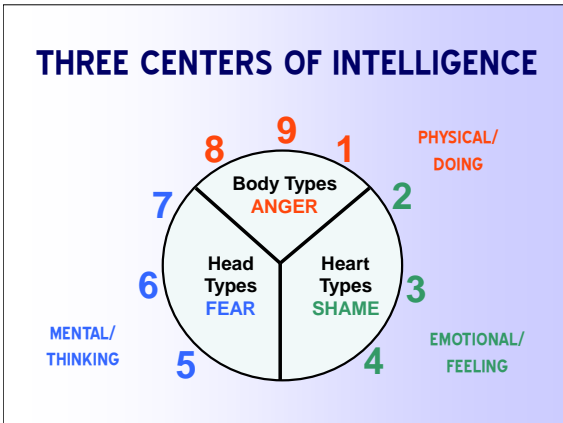 THREE CENTERS OF INTELLIGENCE
9
8
1
PHYSICAL/
DOING
Body Types
ANGER
7
2
Head
Types
FEAR
Heart
Types
SHAME
6
3
MENTAL/
THINKING
5
4
EMOTIONAL/
FEELING